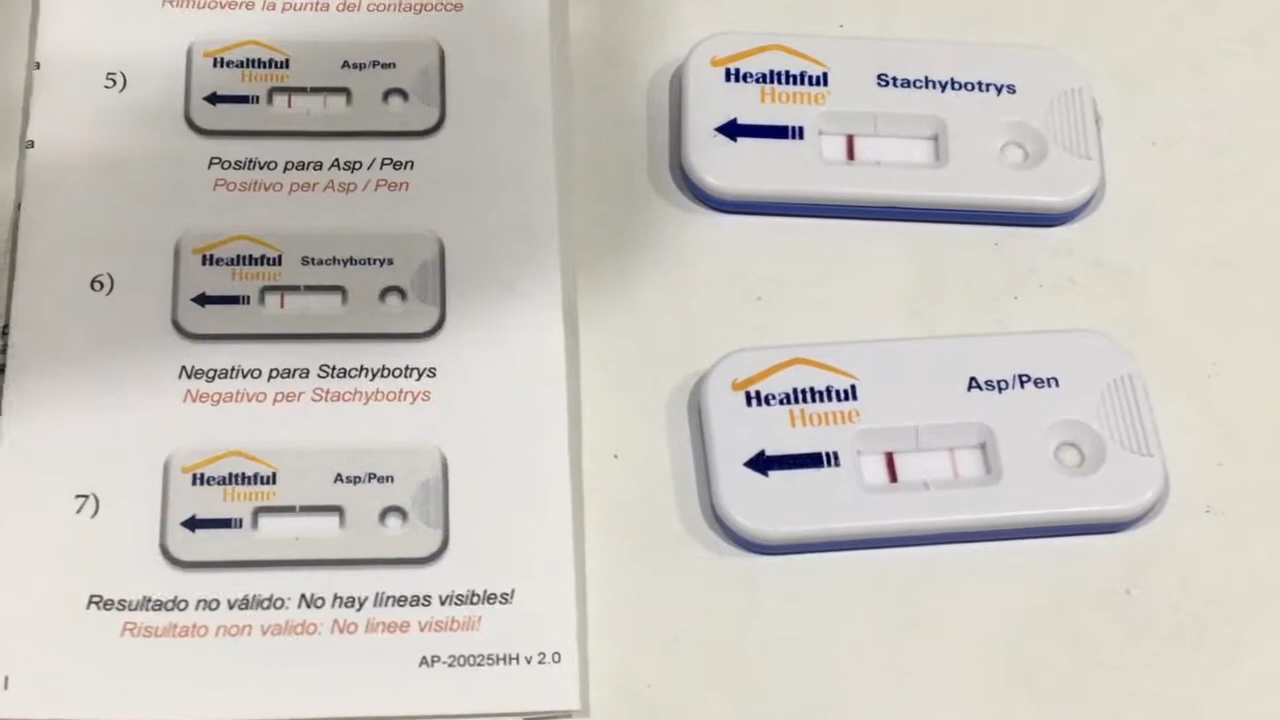 Rimuovere la punta del contagocce
5)
Healthful
Home
Asp/Pen
Positivo para Asp / Pen
Positivo per Asp / Pen
6)
Healthful
Home
Stachybotrys
Negativo para Stachybotrys
Negativo per Stachybotrys
7)
Healthful
Home
Asp/Pen
Resultado no válido: No hay líneas visibles!
Risultato non valido: No linee visibili!
AP-20025HH v 2.0
a
a
l
Healthful
Home
Stachybotrys
Healthful
Home
Asp/Pen